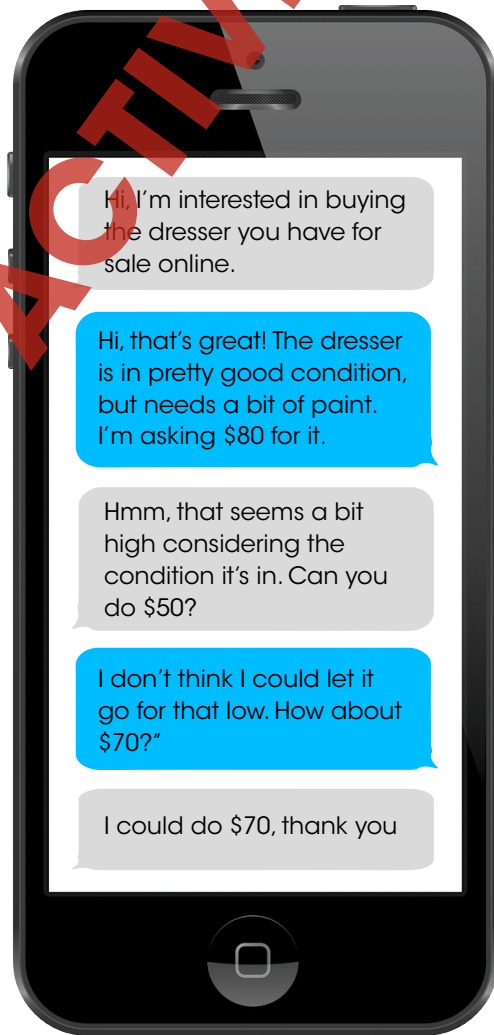 ACTIV
Hi, I'm interested in buying
the dresser you have for
sale online.
Hi, that's great! The dresser
is in pretty good condition,
but needs a bit of paint.
I'm asking $80 for it.
Hmm, that seems a bit
high considering the
condition it's in. Can you
do $50?
I don't think I could let it
go for that low. How about
$70?"
I could do $70, thank you